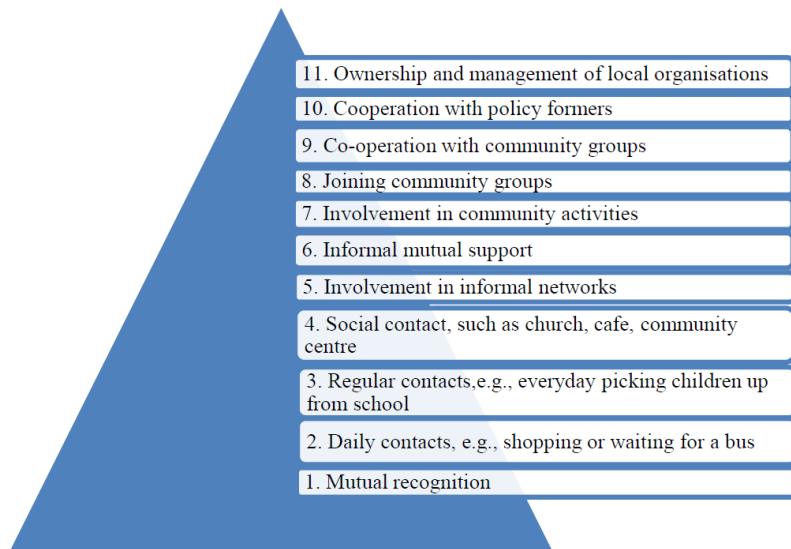 11. Ownership and management of local organisations
10. Cooperation with policy formers
9. Co-operation with community groups
8. Joining community groups
7. Involvement in community activities
6. Informal mutual support
5. Involvement in informal networks
4. Social contact, such as church, cafe, community
centre
3. Regular contacts,e.g., everyday picking children up
from school
2. Daily contacts, e.g., shopping or waiting for a bus
1. Mutual recognition